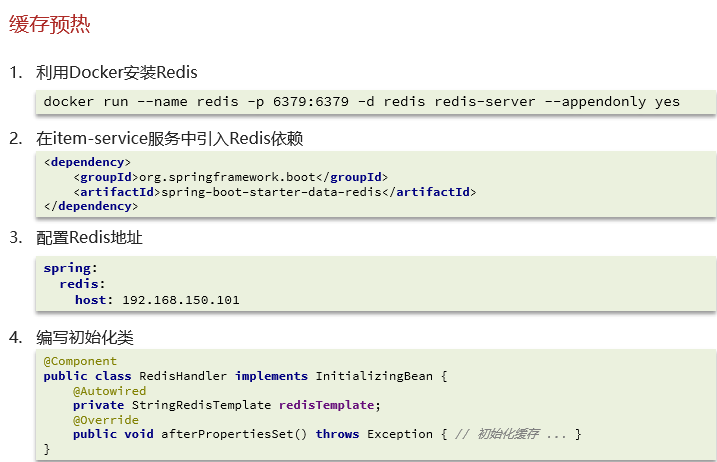 缓存预热
1. 利用Docker安装Redis
docker run --name redis -p 6379:6379 -d redis redis-server --appendonly yes
2. 在item-service服务中引入Redis依赖
<dependency>
    <groupId>org.springframework.boot</groupId>
    <artifactId>spring-boot-starter-data-redis</artifactId>
</dependency>
3. 配置Redis地址
spring:
  redis:
    host: 192.168.150.101
4. 编写初始化类
@Component
public class RedisHandler implements InitializingBean {
    @Autowired
    private StringRedisTemplate redisTemplate;
    @Override
    public void afterPropertiesSet() throws Exception { // 初始化缓存 ... }
}